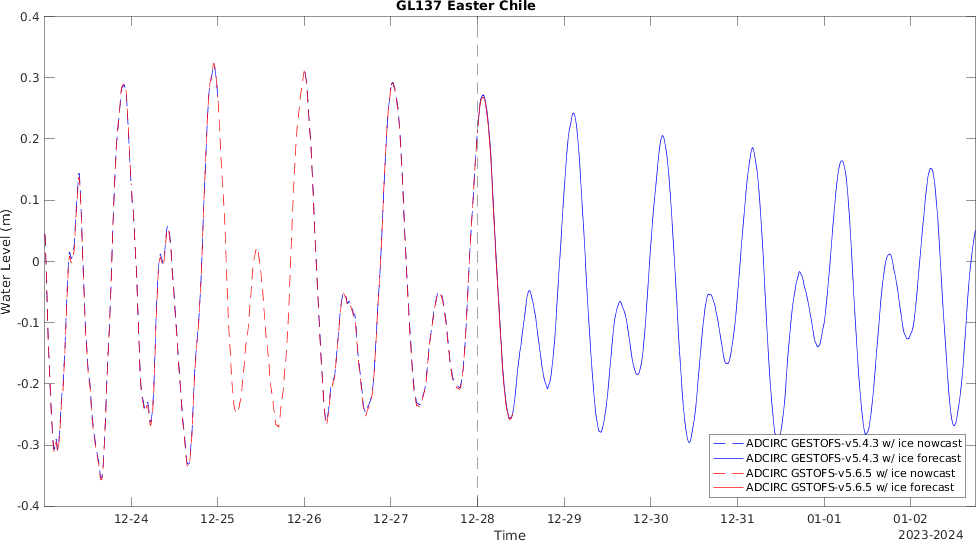 GL137 Easter Chile
0.4
0.3
0.2
0.1
0
-0.1
-0.2
-0.3
-0.4
Water Level (m)
ADCIRC GESTOFS-v5.4.3 w/ ice nowcast
ADCIRC GESTOFS-v5.4.3 w/ ice forecast
ADCIRC GSTOFS-v5.6.5 w/ ice nowcast
ADCIRC GSTOFS-v5.6.5 w/ ice forecast
12-24 12-25 12-26 12-27 12-28 12-29 12-30 12-31 01-01 01-02
Time
2023-2024